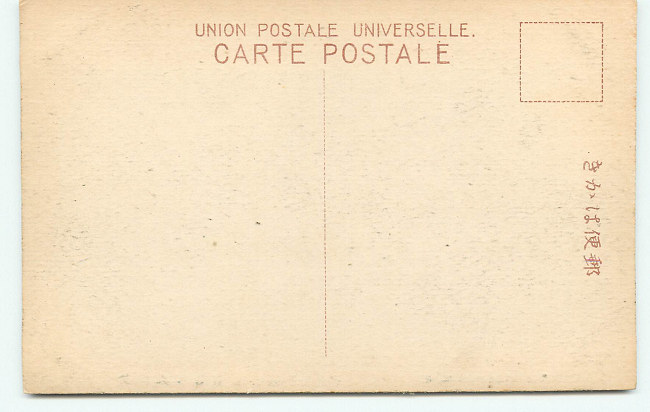 UNION POSTALE UNIVERSELLE.
CARTE POSTALE
郵便はがき